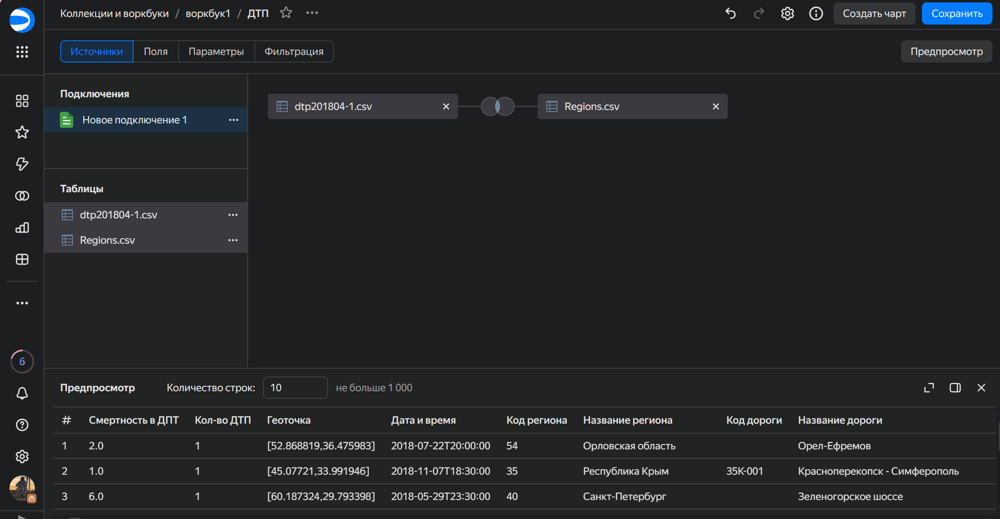 Коллекции и воркбуки / воркбук1 / ДТП
Создать чарт
Сохранить
Источники
Поля
Параметры
Фильтрация
Предпросмотр
Подключения
Новое подключение 1
dtp201804-1.csv
Regions.csv
Таблицы
dtp201804-1.csv
Regions.csv
6
Предпросмотр
Количество строк:
10
не больше 1 000
# Смертность в ДПТ Кол-во ДТП Геоточка Дата и время Код региона Название региона Код дороги Название дороги
1 2.0 1 [52.868819,36.475983] 2018-07-22T20:00:00 54 Орловская область Орел-Ефремов
2 1.0 1 [45.07721,33.991946] 2018-11-07T18:30:00 35 Республика Крым 35К-001 Красноперекопск - Симферополь
3 6.0 1 [60.187324,29.793398] 2018-05-29T23:30:00 40 Санкт-Петербург Зеленогорское шоссе